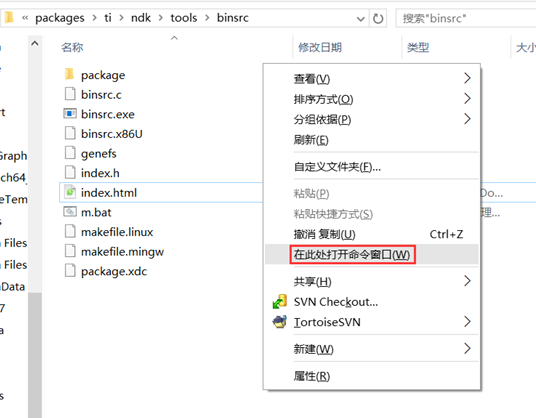 « packages › ti › ndk › tools › binsrc
搜索"binsrc"
名称 修改日期 类型 大小
package
binsrc.c
binsrc.exe
binsrc.x86U
genefs
index.h
index.html
m.bat
makefile.linux
makefile.mingw
package.xdc
查看(V)
排序方式(O)
分组依据(P)
刷新(E)
自定义文件夹(F)...
粘贴(P)
粘贴快捷方式(S)
撤消 复制(U) Ctrl+Z
在此处打开命令窗口(W)
共享(H)
SVN Checkout...
TortoiseSVN
新建(W)
属性(R)
Do...
理...
rt
Graph
ch64_
eTem
Files
Files
Data
7
a
s